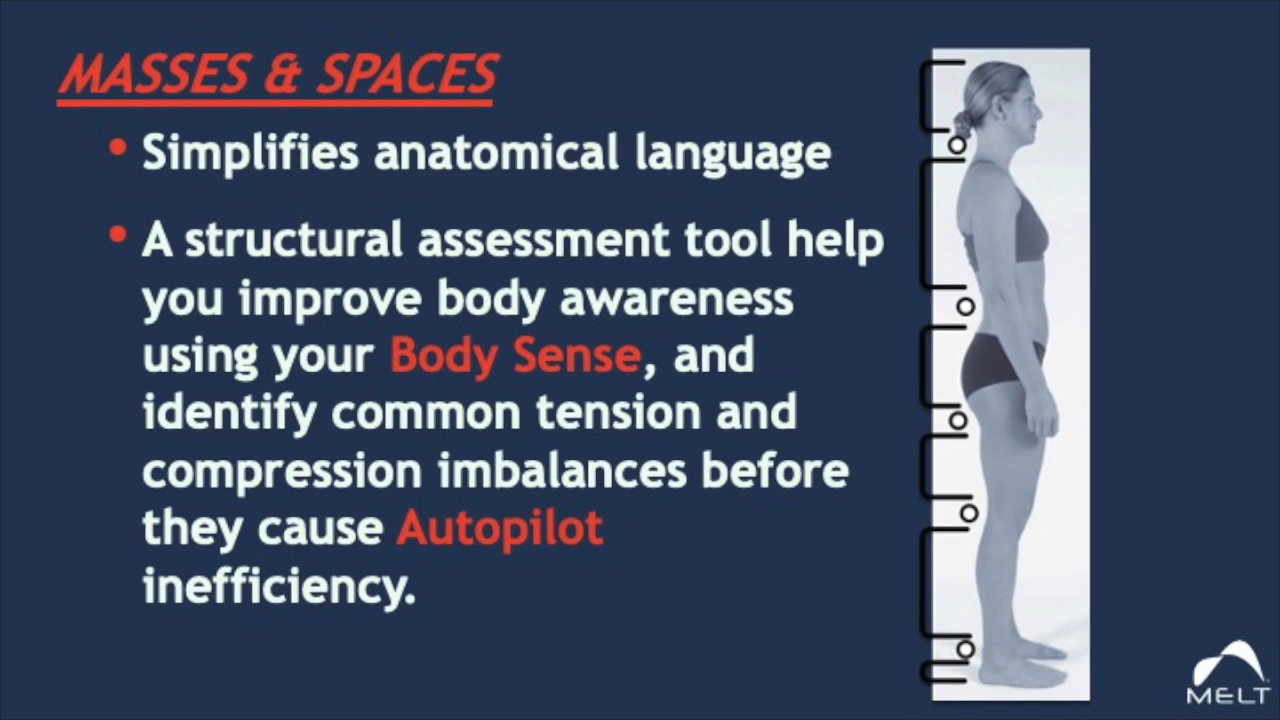 MASSES & SPACES
• Simplifies anatomical language
• A structural assessment tool help
you improve body awareness
using your Body Sense, and
identify common tension and
compression imbalances before
they cause Autopilot
inefficiency.
MELT